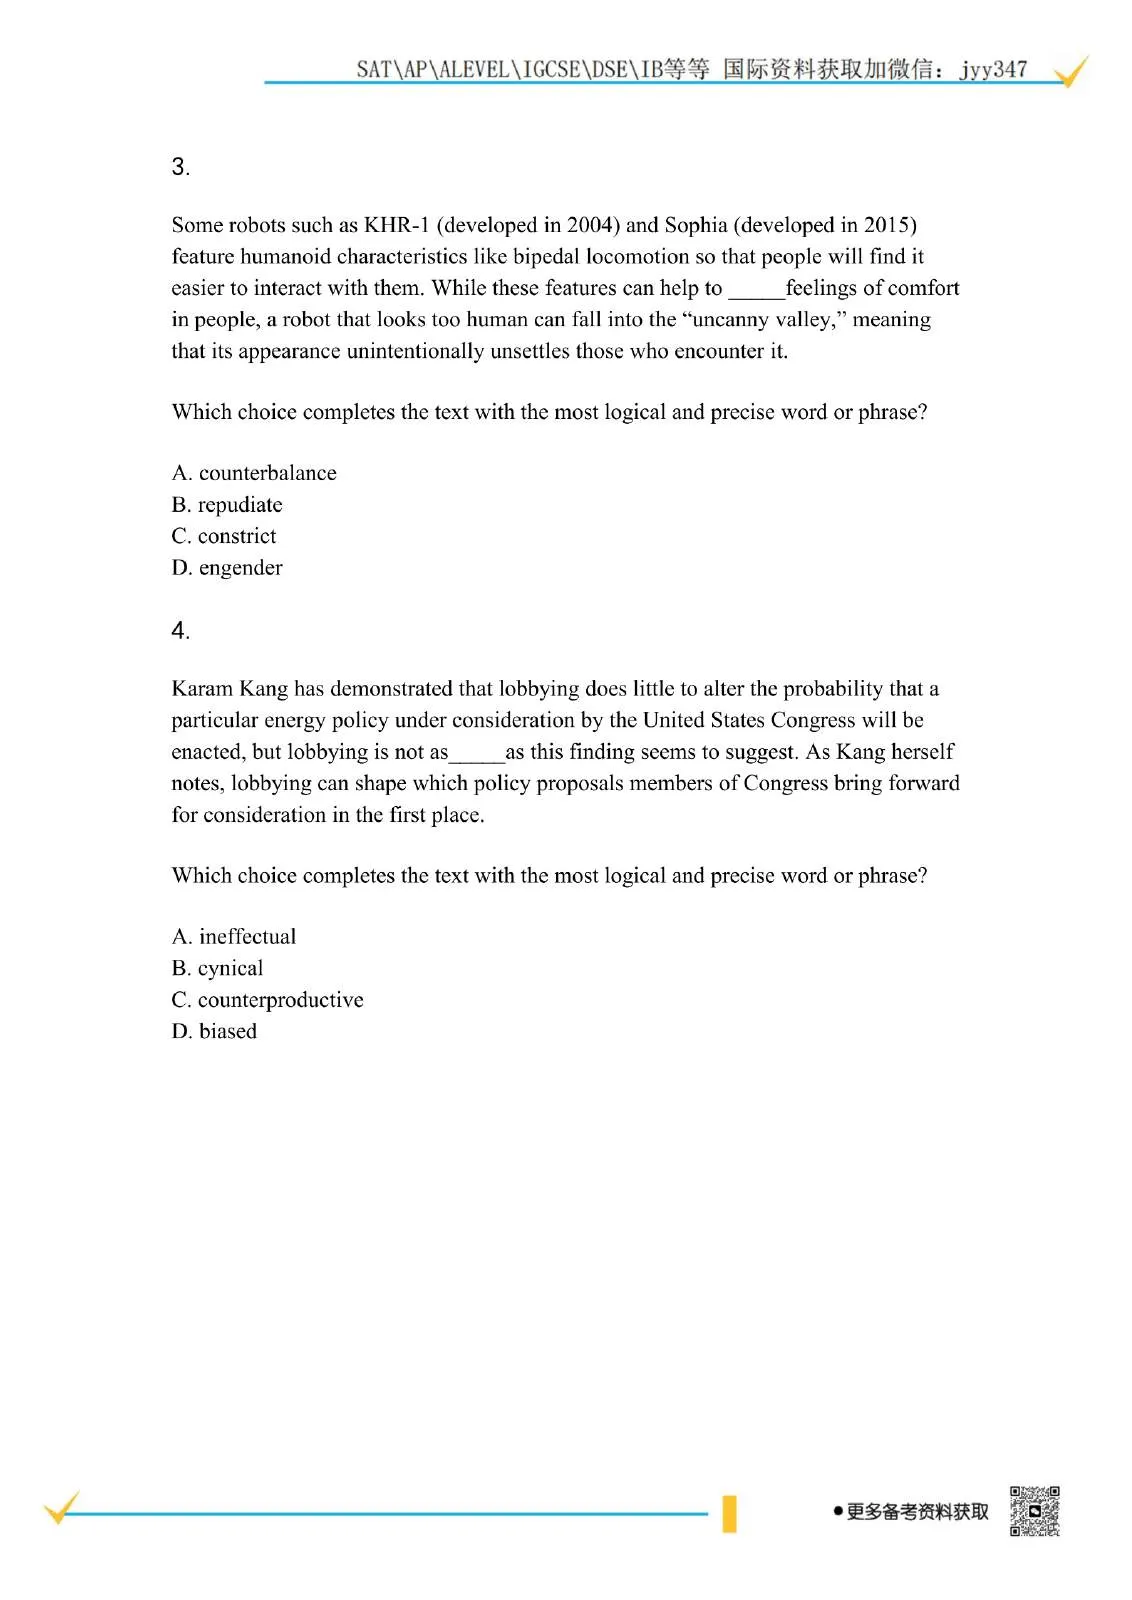 SAT\AP\ALEVEL\IGCSE\DSE\IB等等 国际资料获取加微信：jyy347
3.
Some robots such as KHR-1 (developed in 2004) and Sophia (developed in 2015)
feature humanoid characteristics like bipedal locomotion so that people will find it
easier to interact with them. While these features can help to _____feelings of comfort
in people, a robot that looks too human can fall into the “uncanny valley,” meaning
that its appearance unintentionally unsettles those who encounter it.
Which choice completes the text with the most logical and precise word or phrase?
A. counterbalance
B. repudiate
C. constrict
D. engender
4.
Karam Kang has demonstrated that lobbying does little to alter the probability that a
particular energy policy under consideration by the United States Congress will be
enacted, but lobbying is not as_____as this finding seems to suggest. As Kang herself
notes, lobbying can shape which policy proposals members of Congress bring forward
for consideration in the first place.
Which choice completes the text with the most logical and precise word or phrase?
A. ineffectual
B. cynical
C. counterproductive
D. biased
●更多备考资料获取